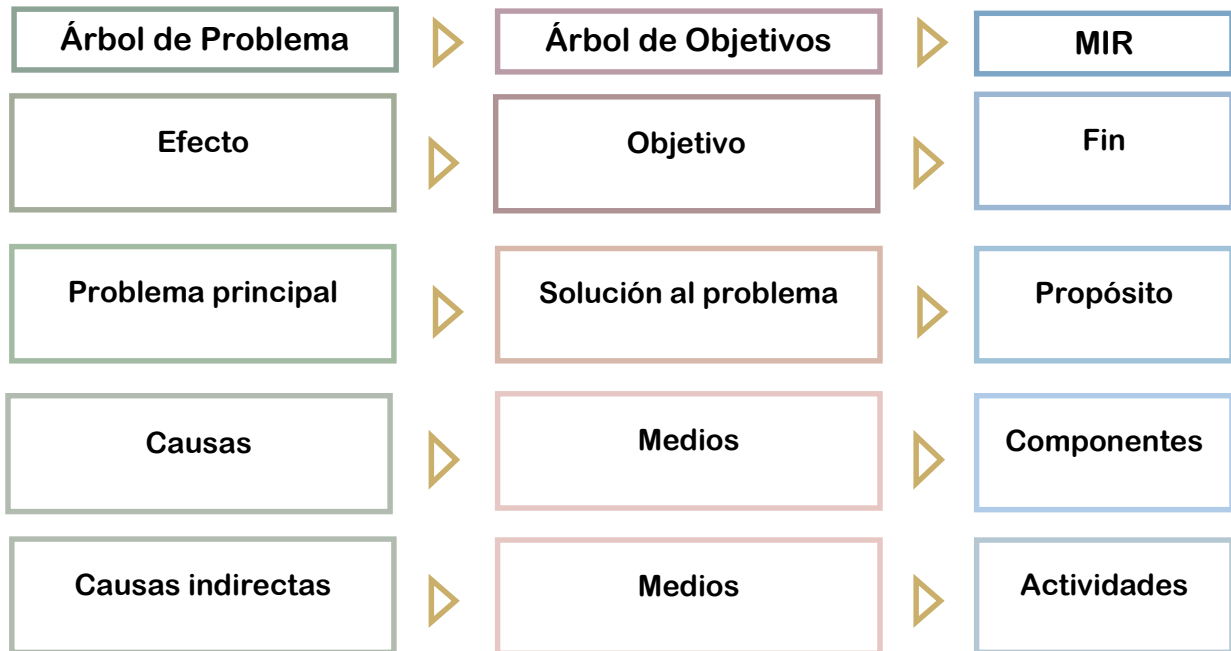 Árbol de Problema
Árbol de Objetivos
MIR
Efecto
Objetivo
Fin
Problema principal
Solución al problema
Propósito
Causas
Medios
Componentes
Causas indirectas
Medios
Actividades